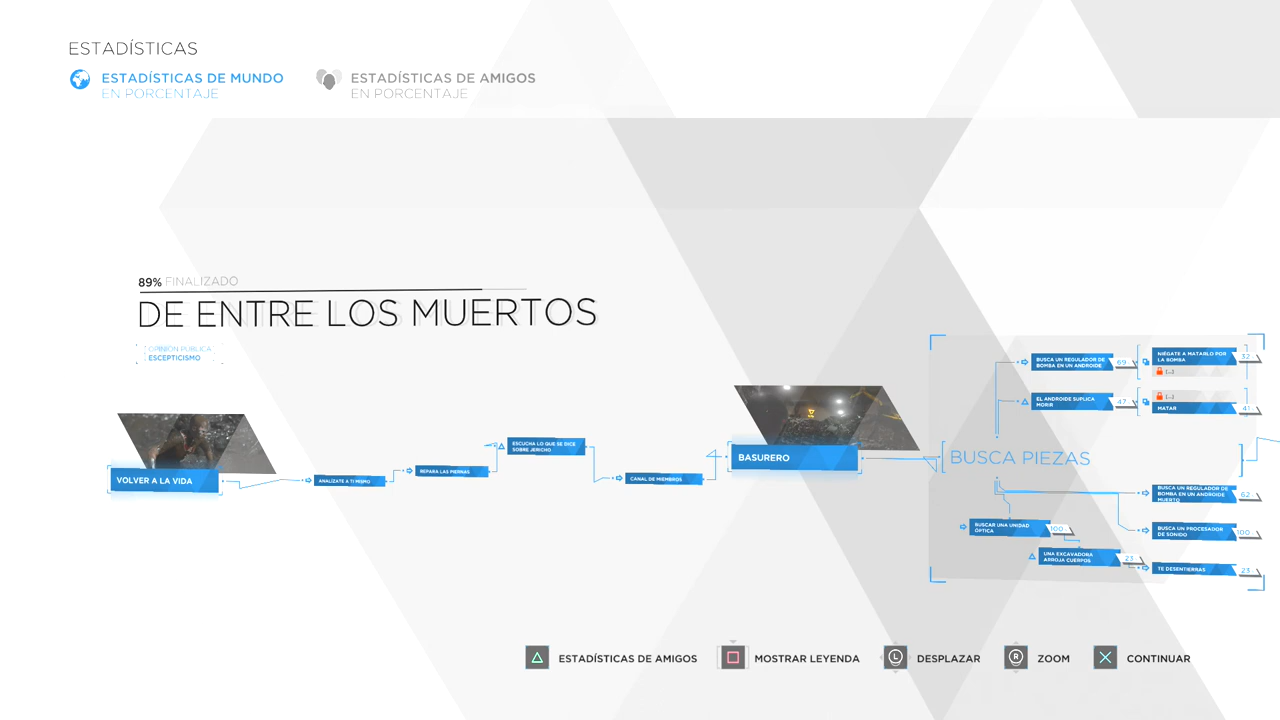 ESTADÍSTICAS
ESTADÍSTICAS DE MUNDO
EN PORCENTAJE
ESTADÍSTICAS DE AMIGOS
EN PORCENTAJE
89% FINALIZADO
DE ENTRE LOS MUERTOS
OPINIÓN PÚBLICA
ESCEPTICISMO
VOLVER A LA VIDA
ANALÍZATE A TI MISMO
REPARA LAS PIERNAS
ESCUCHA LO QUE SE DICE
SOBRE JERICHO
CANAL DE MIEMBROS
BASURERO
BUSCA PIEZAS
BUSCA UN REGULADOR DE
BOMBA EN UN ANDROIDE
69
NIÉGATE A MATARLO POR
LA BOMBA
32
[...]
EL ANDROIDE SUPLICA
MORIR
47
[...]
MATAR
41
BUSCA UN REGULADOR DE
BOMBA EN UN ANDROIDE
MUERTO
62
BUSCAR UNA UNIDAD
ÓPTICA
100
BUSCA UN PROCESADOR
DE SONIDO
100
UNA EXCAVADORA
ARROJA CUERPOS
23
TE DESENTIERRAS
23
ESTADÍSTICAS DE AMIGOS
MOSTRAR LEYENDA
L
DESPLAZAR
R
ZOOM
CONTINUAR